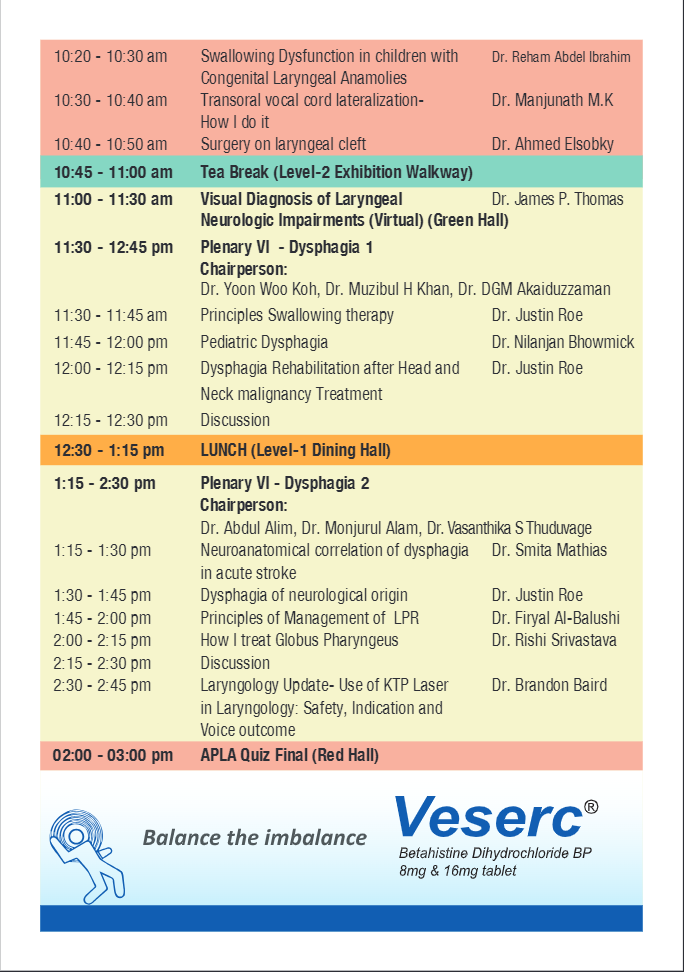 10:20 - 10:30 am Swallowing Dysfunction in children with Dr. Reham Abdel Ibrahim
Congenital Laryngeal Anamolies
10:30 - 10:40 am Transoral vocal cord lateralization- Dr. Manjunath M.K
How I do it
10:40 - 10:50 am Surgery on laryngeal cleft Dr. Ahmed Elsobky
10:45 - 11:00 am Tea Break (Level-2 Exhibition Walkway)
11:00 - 11:30 am Visual Diagnosis of Laryngeal Dr. James P. Thomas
Neurologic Impairments (Virtual) (Green Hall)
11:30 - 12:45 pm Plenary VI - Dysphagia 1
Chairperson:
Dr. Yoon Woo Koh, Dr. Muzibul H Khan, Dr. DGM Akaiduzzaman
11:30 - 11:45 am Principles Swallowing therapy Dr. Justin Roe
11:45 - 12:00 pm Pediatric Dysphagia Dr. Nilanjan Bhowmick
12:00 - 12:15 pm Dysphagia Rehabilitation after Head and Dr. Justin Roe
Neck malignancy Treatment
12:15 - 12:30 pm Discussion
12:30 - 1:15 pm LUNCH (Level-1 Dining Hall)
1:15 - 2:30 pm Plenary VI - Dysphagia 2
Chairperson:
Dr. Abdul Alim, Dr. Monjurul Alam, Dr. Vasanthika S Thuduvage
1:15 - 1:30 pm Neuroanatomical correlation of dysphagia Dr. Smita Mathias
in acute stroke
1:30 - 1:45 pm Dysphagia of neurological origin Dr. Justin Roe
1:45 - 2:00 pm Principles of Management of LPR Dr. Firyal Al-Balushi
2:00 - 2:15 pm How I treat Globus Pharyngeus Dr. Rishi Srivastava
2:15 - 2:30 pm Discussion
2:30 - 2:45 pm Laryngology Update- Use of KTP Laser Dr. Brandon Baird
in Laryngology: Safety, Indication and
Voice outcome
02:00 - 03:00 pm APLA Quiz Final (Red Hall)
Balance the imbalance
Veserc®
Betahistine Dihydrochloride BP
8mg & 16mg tablet